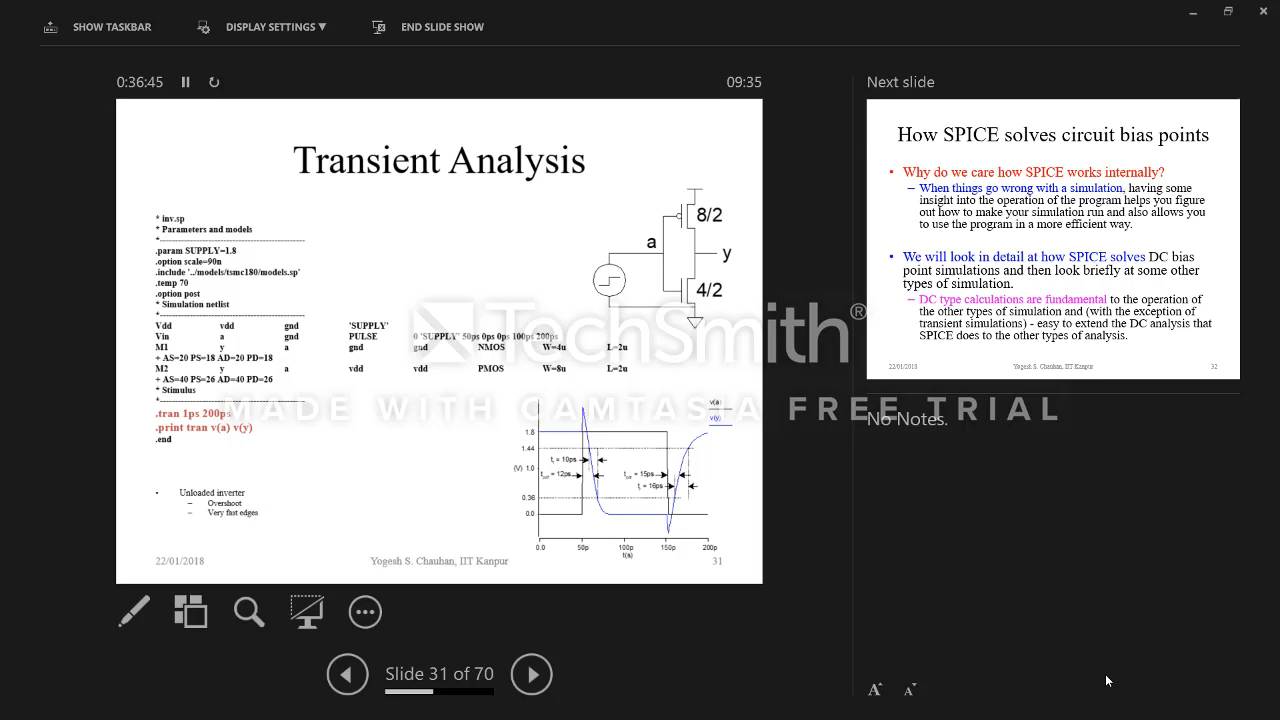 SHOW TASKBAR
DISPLAY SETTINGS ▼
END SLIDE SHOW
0:36:45
09:35
Transient Analysis
* inv.sp
* Parameters and models
*----------------------------------------------------
.param SUPPLY=1.8
.option scale=90n
.include '../models/tsmc180/models.sp'
.temp 70
.option post
* Simulation netlist
*----------------------------------------------------
Vdd vdd gnd 'SUPPLY'
Vin a gnd PULSE 0 'SUPPLY' 50ps 0ps 0ps 100ps 200ps
M1 y a gnd gnd NMOS W=4u L=2u
+ AS=20 PS=18 AD=20 PD=18
M2 y a vdd vdd PMOS W=8u L=2u
+ AS=40 PS=26 AD=40 PD=26
* Stimulus
*----------------------------------------------------
.tran 1ps 200ps
.print tran v(a) v(y)
.end
• Unloaded inverter
– Overshoot
– Very fast edges
8/2
a
y
4/2
v(a)
v(y)
1.8
1.44
(V) 1.0
0.36
0.0
tf = 10ps
tpdf = 12ps
tpdr = 15ps
tr = 16ps
0.0 50p 100p 150p 200p
t(s)
22/01/2018
Yogesh S. Chauhan, IIT Kanpur
31
TechSmith®
MADE WITH CAMTASIA FREE TRIAL
Slide 31 of 70
Next slide
How SPICE solves circuit bias points
• Why do we care how SPICE works internally?
– When things go wrong with a simulation, having some
insight into the operation of the program helps you figure
out how to make your simulation run and also allows you
to use the program in a more efficient way.
• We will look in detail at how SPICE solves DC bias
point simulations and then look briefly at some other
types of simulation.
– DC type calculations are fundamental to the operation of
the other types of simulation and (with the exception of
transient simulations) - easy to extend the DC analysis that
SPICE does to the other types of analysis.
22/01/2018
Yogesh S. Chauhan, IIT Kanpur
32
No Notes.
A A